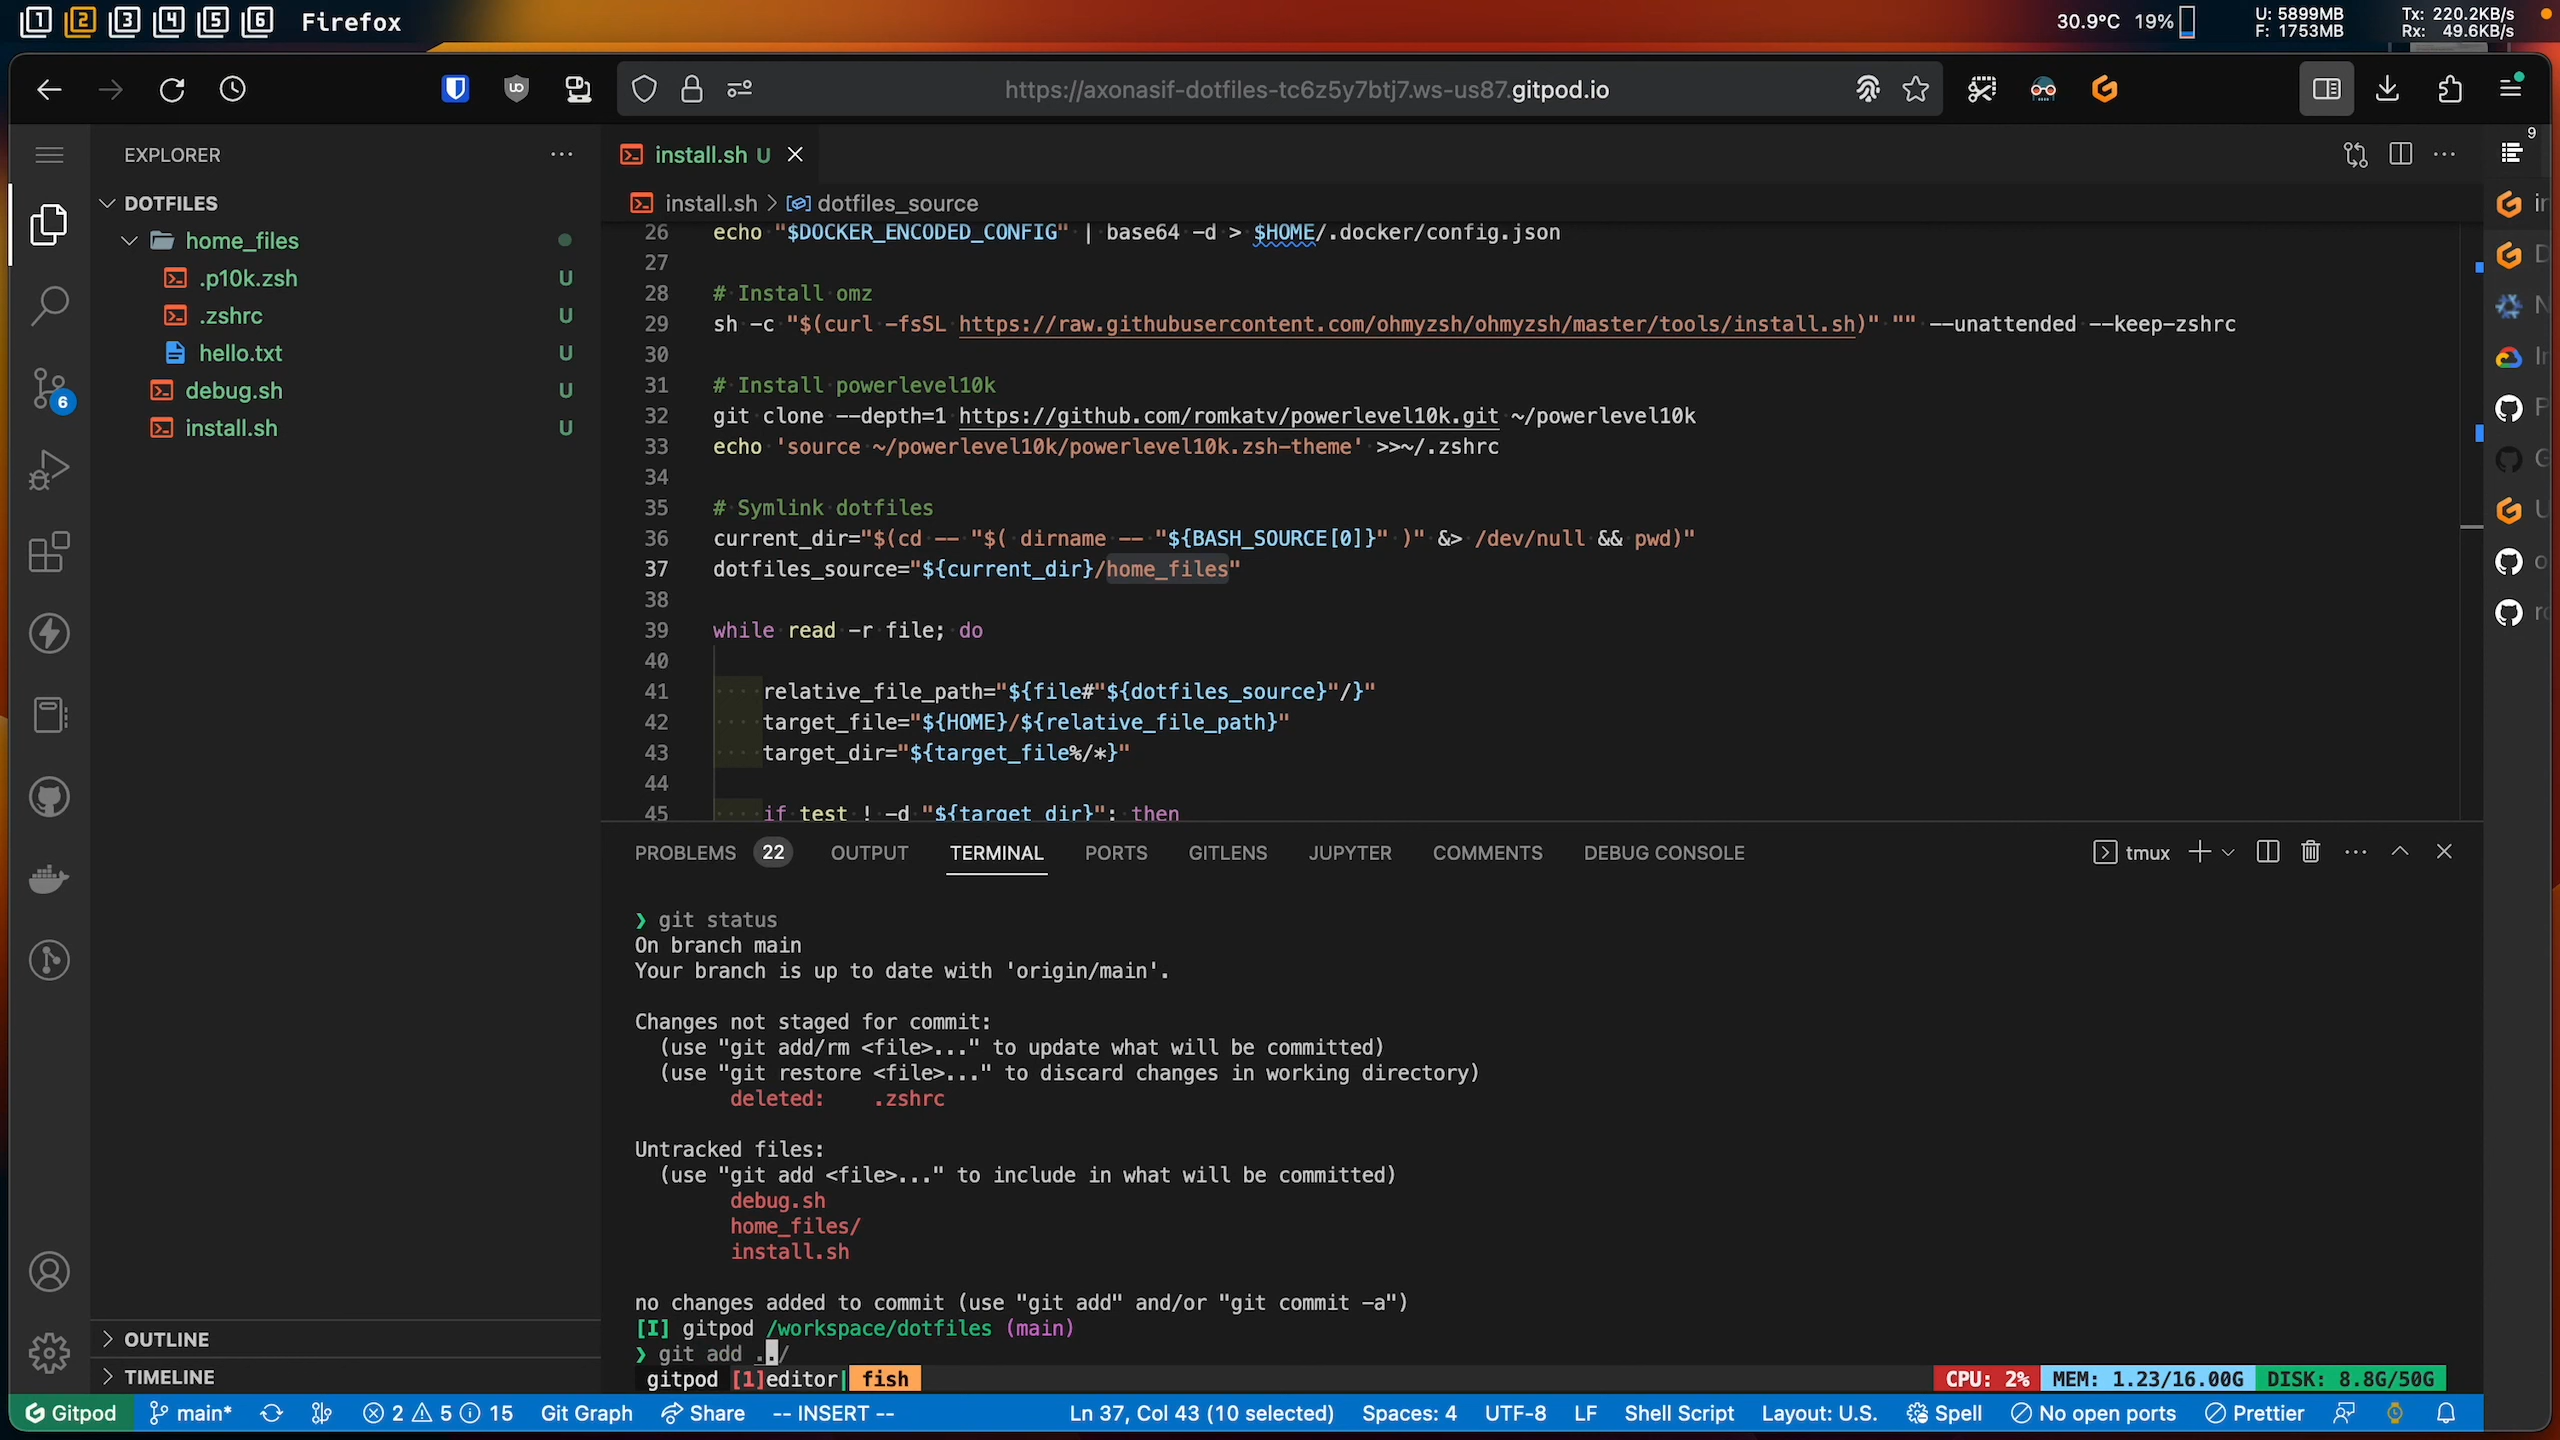 1 2 3 4 5 6 Firefox
30.9°C 19% U: 5899MB Tx: 220.2KB/s
F: 1753MB Rx: 49.6KB/s
https://axonasif-dotfiles-tc6z5y7btj7.ws-us87.gitpod.io
9
EXPLORER
DOTFILES
home_files
.p10k.zsh U
.zshrc U
hello.txt U
debug.sh U
install.sh U
6
OUTLINE
TIMELINE
install.sh U
install.sh > dotfiles_source
26 echo "$DOCKER_ENCODED_CONFIG" | base64 -d > $HOME/.docker/config.json
27
28 # Install omz
29 sh -c "$(curl -fsSL https://raw.githubusercontent.com/ohmyzsh/ohmyzsh/master/tools/install.sh)" "" --unattended --keep-zshrc
30
31 # Install powerlevel10k
32 git clone --depth=1 https://github.com/romkatv/powerlevel10k.git ~/powerlevel10k
33 echo 'source ~/powerlevel10k/powerlevel10k.zsh-theme' >>~/.zshrc
34
35 # Symlink dotfiles
36 current_dir="$(cd -- "$( dirname -- "${BASH_SOURCE[0]}" )" &> /dev/null && pwd)"
37 dotfiles_source="${current_dir}/home_files"
38
39 while read -r file; do
40
41 relative_file_path="${file#"${dotfiles_source}"/}"
42 target_file="${HOME}/${relative_file_path}"
43 target_dir="${target_file%/*}"
44
45 if test ! -d "${target_dir}"; then
PROBLEMS 22 OUTPUT TERMINAL PORTS GITLENS JUPYTER COMMENTS DEBUG CONSOLE
tmux
❯ git status
On branch main
Your branch is up to date with 'origin/main'.
Changes not staged for commit:
(use "git add/rm <file>..." to update what will be committed)
(use "git restore <file>..." to discard changes in working directory)
deleted: .zshrc
Untracked files:
(use "git add <file>..." to include in what will be committed)
debug.sh
home_files/
install.sh
no changes added to commit (use "git add" and/or "git commit -a")
[I] gitpod /workspace/dotfiles (main)
❯ git add ../
gitpod [1]editor| fish
CPU: 2% MEM: 1.23/16.00G DISK: 8.8G/50G
Gitpod main* 2 5 15 Git Graph Share -- INSERT --
Ln 37, Col 43 (10 selected) Spaces: 4 UTF-8 LF Shell Script Layout: U.S. Spell No open ports Prettier